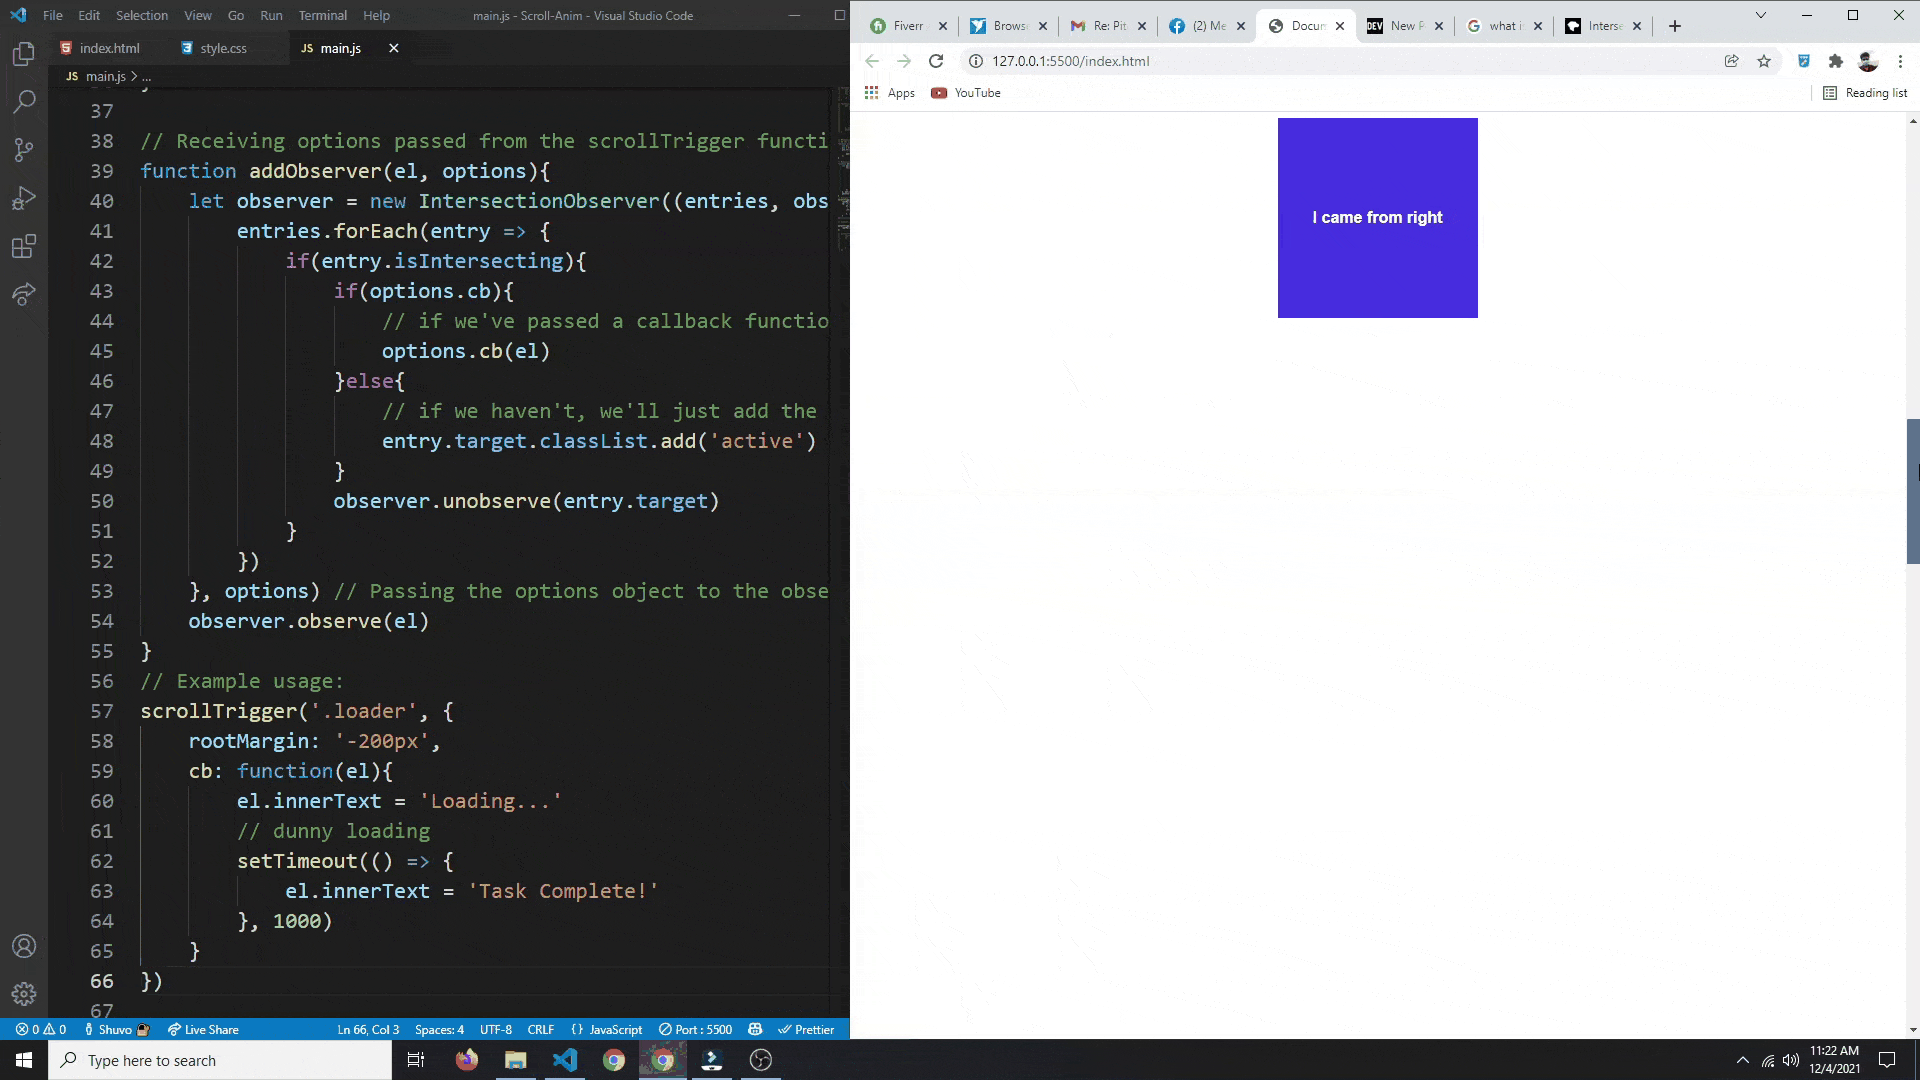 File Edit Selection View Go Run Terminal Help main.js - Scroll-Anim - Visual Studio Code
index.html style.css JS main.js
JS main.js > ...
37
38 // Receiving options passed from the scrollTrigger functi
39 function addObserver(el, options){
40 let observer = new IntersectionObserver((entries, obs
41 entries.forEach(entry => {
42 if(entry.isIntersecting){
43 if(options.cb){
44 // if we've passed a callback functio
45 options.cb(el)
46 }else{
47 // if we haven't, we'll just add the
48 entry.target.classList.add('active')
49 }
50 observer.unobserve(entry.target)
51 }
52 })
53 }, options) // Passing the options object to the obse
54 observer.observe(el)
55 }
56 // Example usage:
57 scrollTrigger('.loader', {
58 rootMargin: '-200px',
59 cb: function(el){
60 el.innerText = 'Loading...'
61 // dunny loading
62 setTimeout(() => {
63 el.innerText = 'Task Complete!'
64 }, 1000)
65 }
66 })
67
0 0 Shuvo Live Share Ln 66, Col 3 Spaces: 4 UTF-8 CRLF {} JavaScript Port : 5500 Prettier
Fiverr Browse Re: Pit (2) Me Docum DEV New P what i Interse
127.0.0.1:5500/index.html
Apps YouTube Reading list
I came from right
Type here to search
11:22 AM
12/4/2021